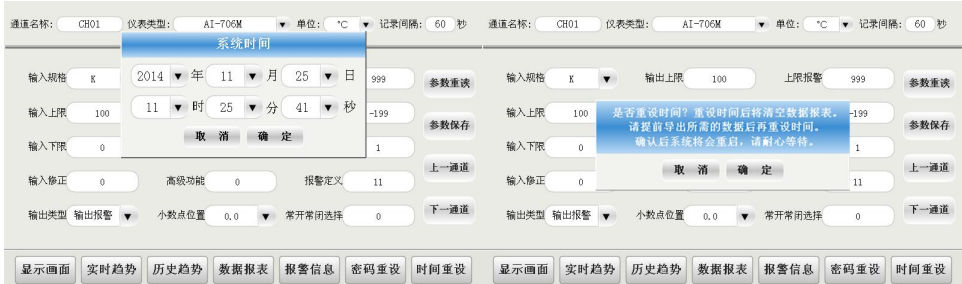 通道名称: CH01 仪表类型: AI-706M 单位: ℃ 记录间隔: 60 秒
系统时间
2014 年 11 月 25 日
11 时 25 分 41 秒
取 消 确 定
输入规格 K 999 参数重读
输入上限 100 -199 参数保存
输入下限 0 1 上一通道
输入修正 0 高级功能 0 报警定义 11
输出类型 输出报警 小数点位置 0.0 常开常闭选择 0 下一通道
显示画面 实时趋势 历史趋势 数据报表 报警信息 密码重设 时间重设
通道名称: CH01 仪表类型: AI-706M 单位: ℃ 记录间隔: 60 秒
输入规格 K 输出上限 100 上限报警 999 参数重读
输入上限 100 -199 参数保存
是否重设时间? 重设时间后将清空数据报表。
请提前导出所需的数据后再重设时间。
确认后系统将会重启, 请耐心等待。
取 消 确 定
输入下限 0 1 上一通道
输入修正 0 11
输出类型 输出报警 小数点位置 0.0 常开常闭选择 0 下一通道
显示画面 实时趋势 历史趋势 数据报表 报警信息 密码重设 时间重设